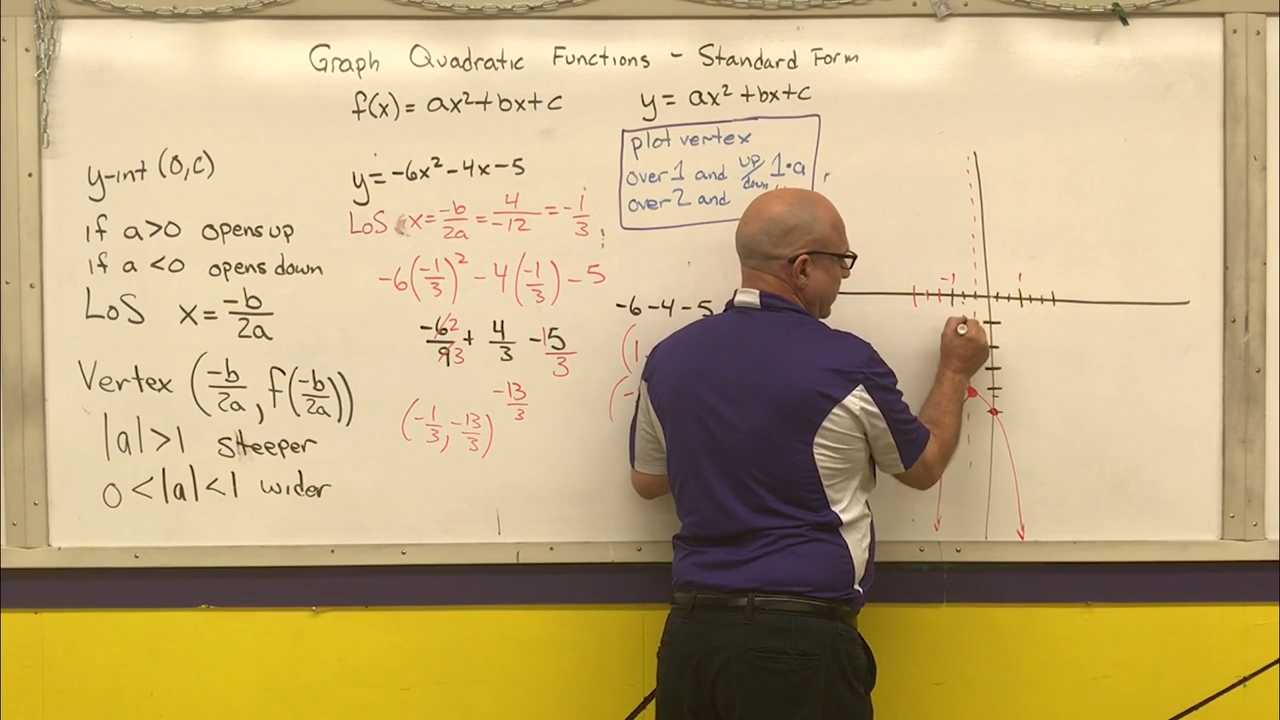 Graph Quadratic Functions - Standard Form
f(x) = ax²+bx+c
y = ax² +bx+c
y-int (0,c)
if a>0 opens up
if a <0 opens down
LoS x = -b/2a
Vertex (-b/2a, f(-b/2a))
|a|>1 steeper
0<|a|<1 wider
y = -6x² - 4x - 5
LoS x = -b/2a = 4/-12 = -1/3
-6(-1/3)² - 4(-1/3) - 5
-6/9 2/3 + 4/3 - 15/3
-13/3
(-1/3, -13/3)
plot vertex
over 1 and up/down 1·a
over 2 and
-6 -4 -5
(1
(-
-1 1